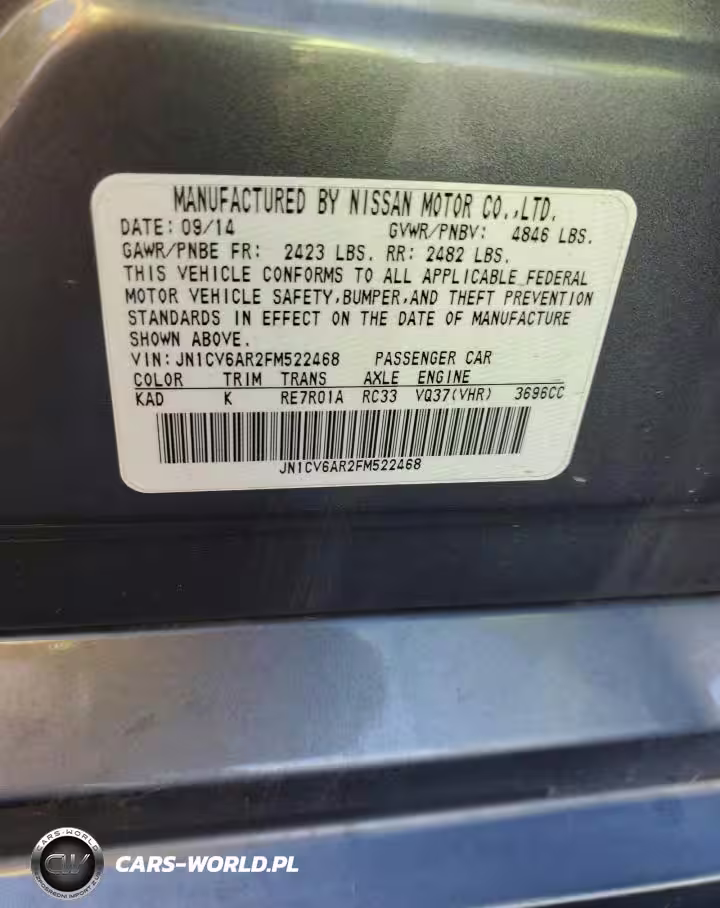 MANUFACTURED BY NISSAN MOTOR CO.,LTD.
DATE: 09/14 GVWR/PNBV: 4846 LBS.
GAWR/PNBE FR: 2423 LBS. RR: 2482 LBS.
THIS VEHICLE CONFORMS TO ALL APPLICABLE FEDERAL
MOTOR VEHICLE SAFETY,BUMPER,AND THEFT PREVENTION
STANDARDS IN EFFECT ON THE DATE OF MANUFACTURE
SHOWN ABOVE.
VIN: JN1CV6AR2FM522468 PASSENGER CAR
COLOR TRIM TRANS AXLE ENGINE
KAD K RE7R01A RC33 VQ37(VHR) 3696CC
JN1CV6AR2FM522468
CARS-WORLD
CW
CARS-WORLD.PL